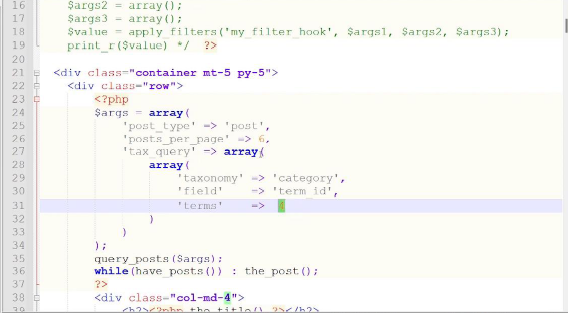 16 $args2 = array();
17 $args3 = array();
18 $value = apply_filters('my_filter_hook', $args1, $args2, $args3);
19 print_r($value) */ ?>
20
21 <div class="container mt-5 py-5">
22 <div class="row">
23 <?php
24 $args = array(
25 'post_type' => 'post',
26 'posts_per_page' => 6,
27 'tax_query' => array(
28 array(
29 'taxonomy' => 'category',
30 'field' => 'term_id',
31 'terms' => 4
32 )
33 )
34 );
35 query_posts($args);
36 while(have_posts()) : the_post();
37 ?>
38 <div class="col-md-4">
39 <h2><?php the_title() ?></h2>